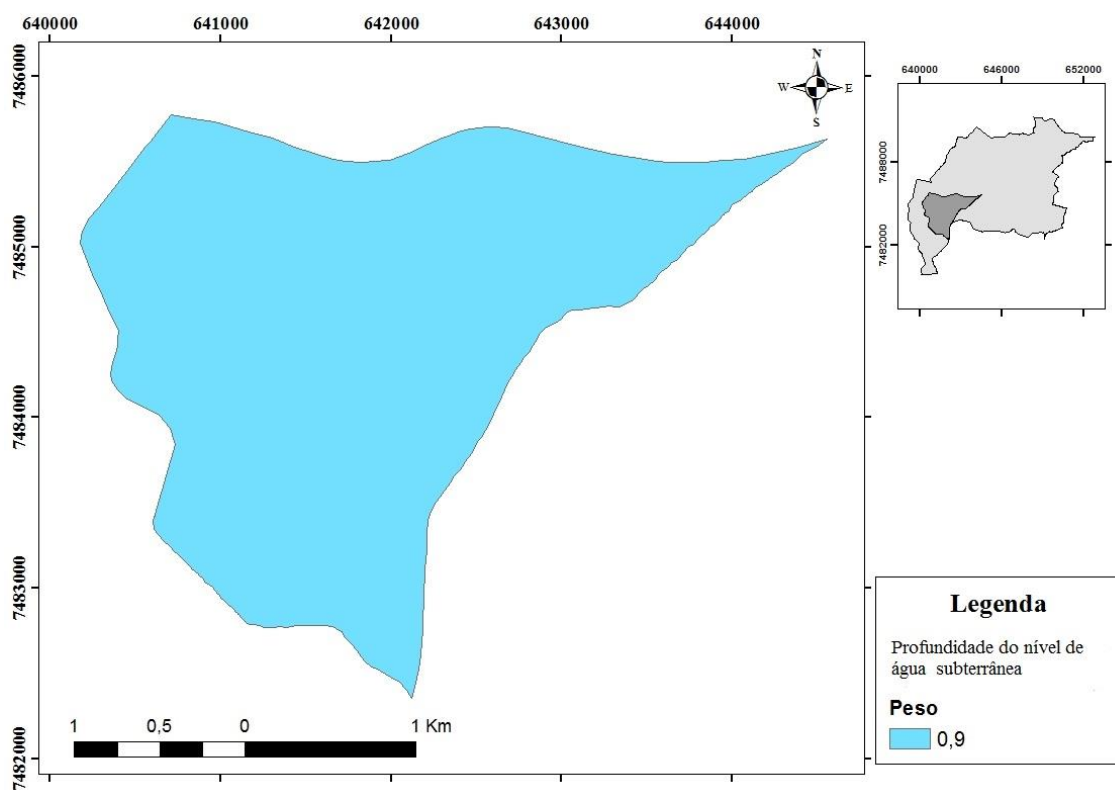 640000 641000 642000 643000 644000
7486000
7485000
7484000
7483000
7482000
N
W E
S
1 0,5 0 1 Km
640000 646000 652000
7488000
7482000
Legenda
Profundidade do nível de
água subterrânea
Peso
0,9